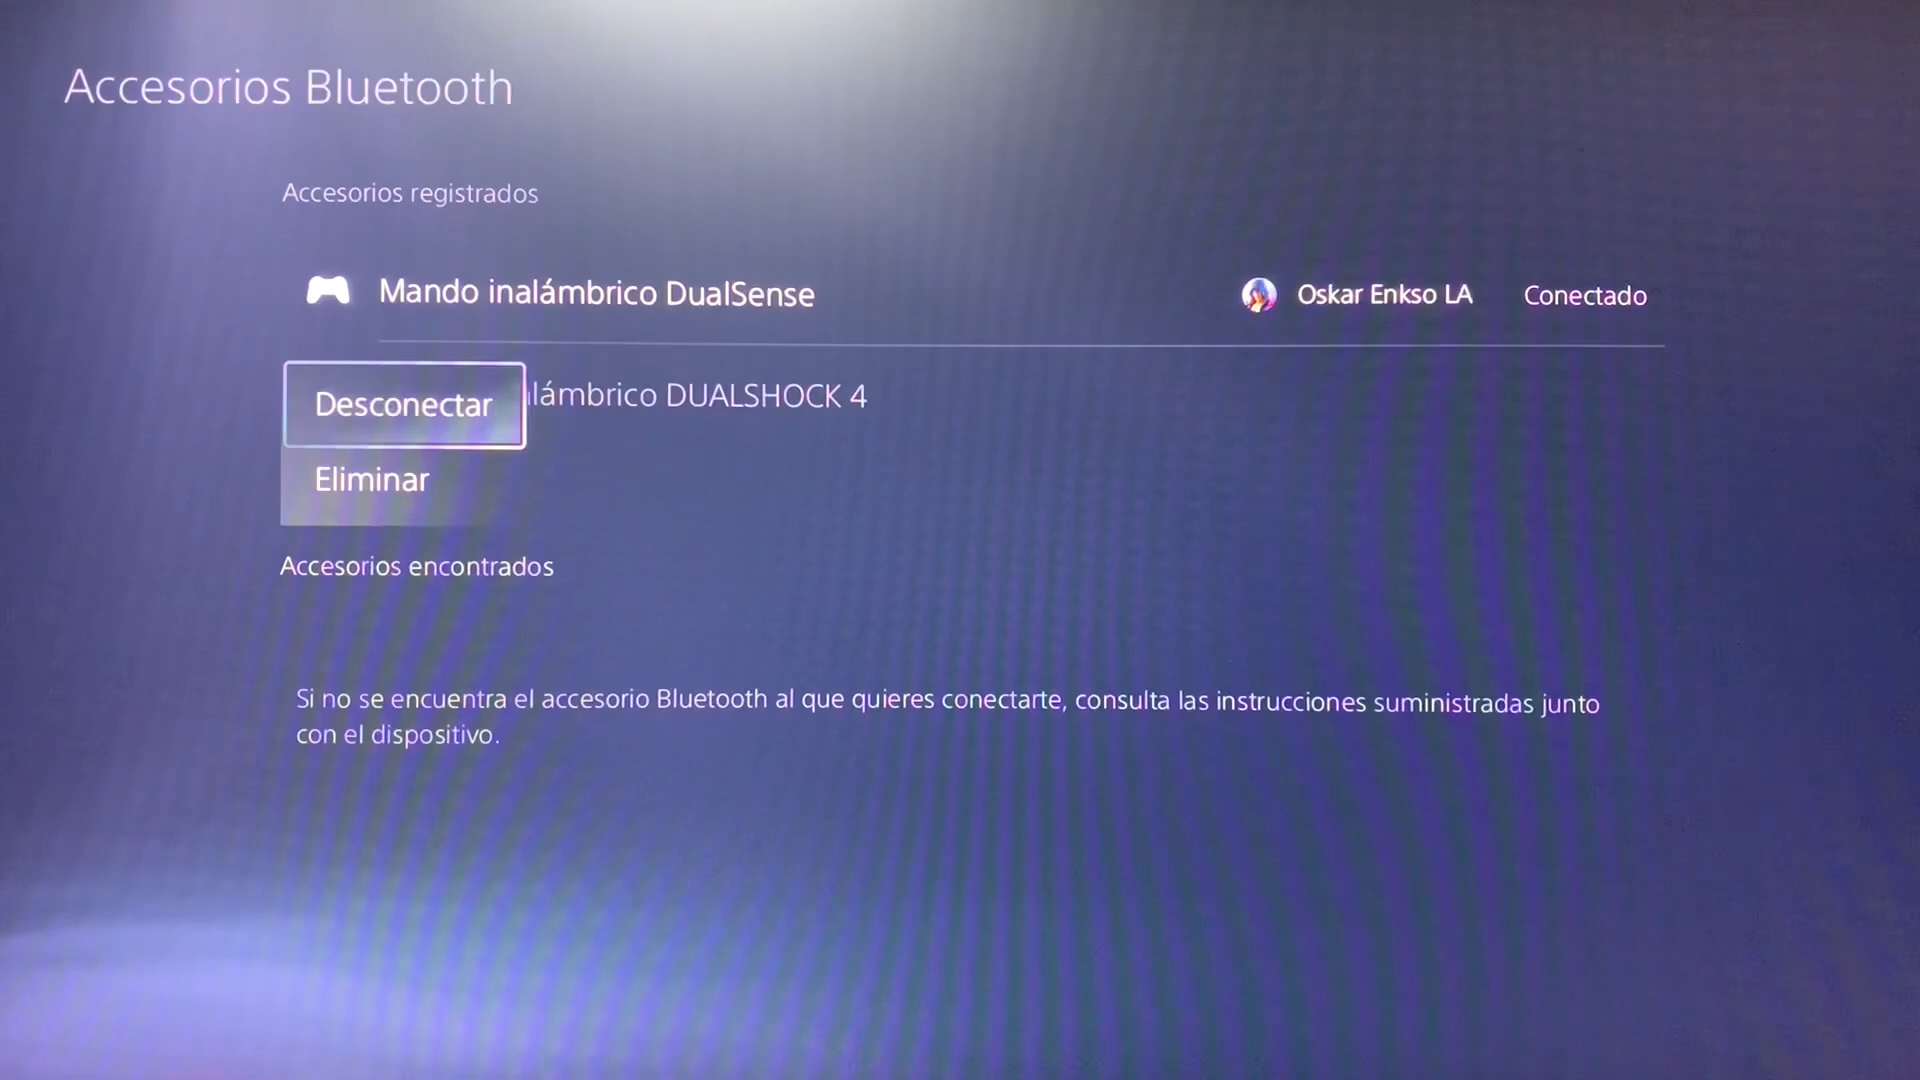 Accesorios Bluetooth
Accesorios registrados
Mando inalámbrico DualSense
Oskar Enkso LA
Conectado
lámbrico DUALSHOCK 4
Desconectar
Eliminar
Accesorios encontrados
Si no se encuentra el accesorio Bluetooth al que quieres conectarte, consulta las instrucciones suministradas junto
con el dispositivo.